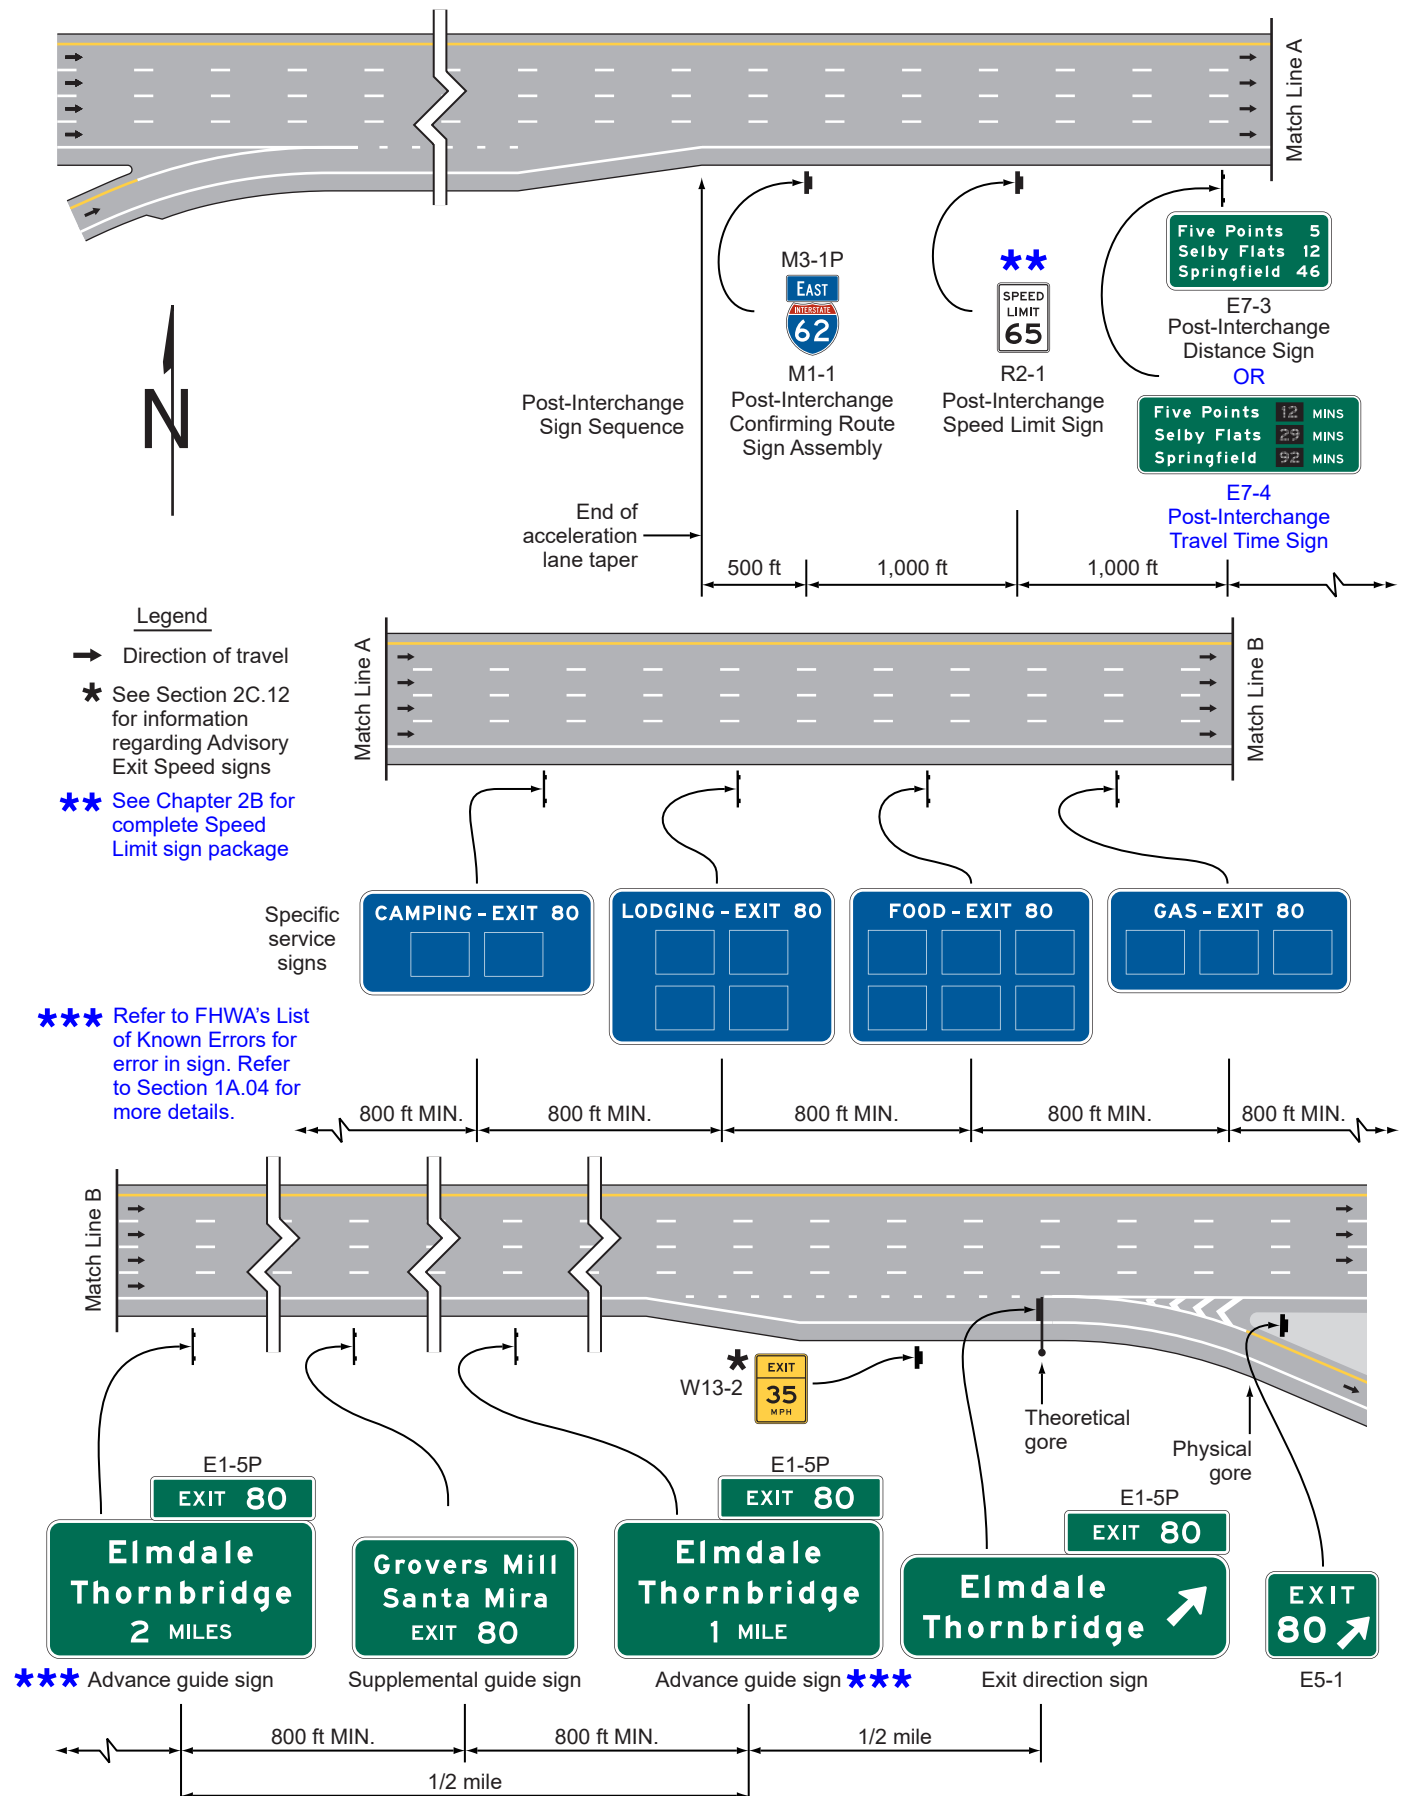 Match Line A
Five Points 5
Selby Flats 12
Springfield 46
E7-3
Post-Interchange
Distance Sign
OR
Five Points 12 MINS
Selby Flats 29 MINS
Springfield 92 MINS
E7-4
Post-Interchange
Travel Time Sign
M3-1P
EAST
INTERSTATE
62
M1-1
Post-Interchange
Confirming Route
Sign Assembly
**
SPEED
LIMIT
65
R2-1
Post-Interchange
Speed Limit Sign
N
Post-Interchange
Sign Sequence
End of
acceleration
lane taper
500 ft
1,000 ft
1,000 ft
Legend
Direction of travel
* See Section 2C.12
for information
regarding Advisory
Exit Speed signs
** See Chapter 2B for
complete Speed
Limit sign package
Match Line A
Match Line B
Specific
service
signs
CAMPING - EXIT 80
LODGING - EXIT 80
FOOD - EXIT 80
GAS - EXIT 80
*** Refer to FHWA’s List
of Known Errors for
error in sign. Refer
to Section 1A.04 for
more details.
800 ft MIN.
800 ft MIN.
800 ft MIN.
800 ft MIN.
800 ft MIN.
Match Line B
*
W13-2
EXIT
35
MPH
Theoretical
gore
Physical
gore
E1-5P
EXIT 80
Elmdale
Thornbridge
2 MILES
*** Advance guide sign
Grovers Mill
Santa Mira
EXIT 80
Supplemental guide sign
E1-5P
EXIT 80
Elmdale
Thornbridge
1 MILE
Advance guide sign ***
E1-5P
EXIT 80
Elmdale
Thornbridge
Exit direction sign
EXIT
80
E5-1
800 ft MIN.
800 ft MIN.
1/2 mile
1/2 mile